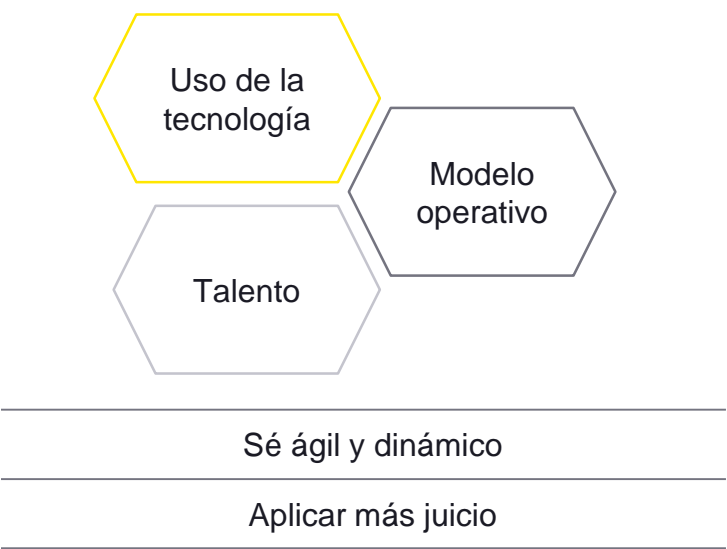 Uso de la
tecnología
Modelo
operativo
Talento
Sé ágil y dinámico
Aplicar más juicio